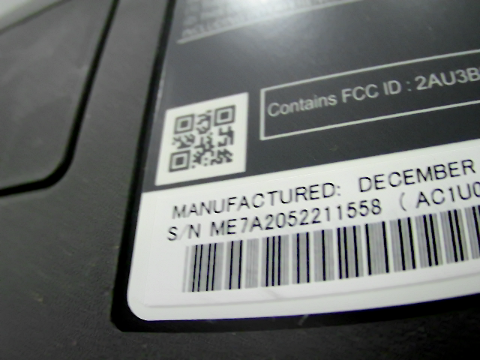 Contains FCC ID : 2AU3B
MANUFACTURED: DECEMBER
S/N ME7A2052211558 ( AC1U0